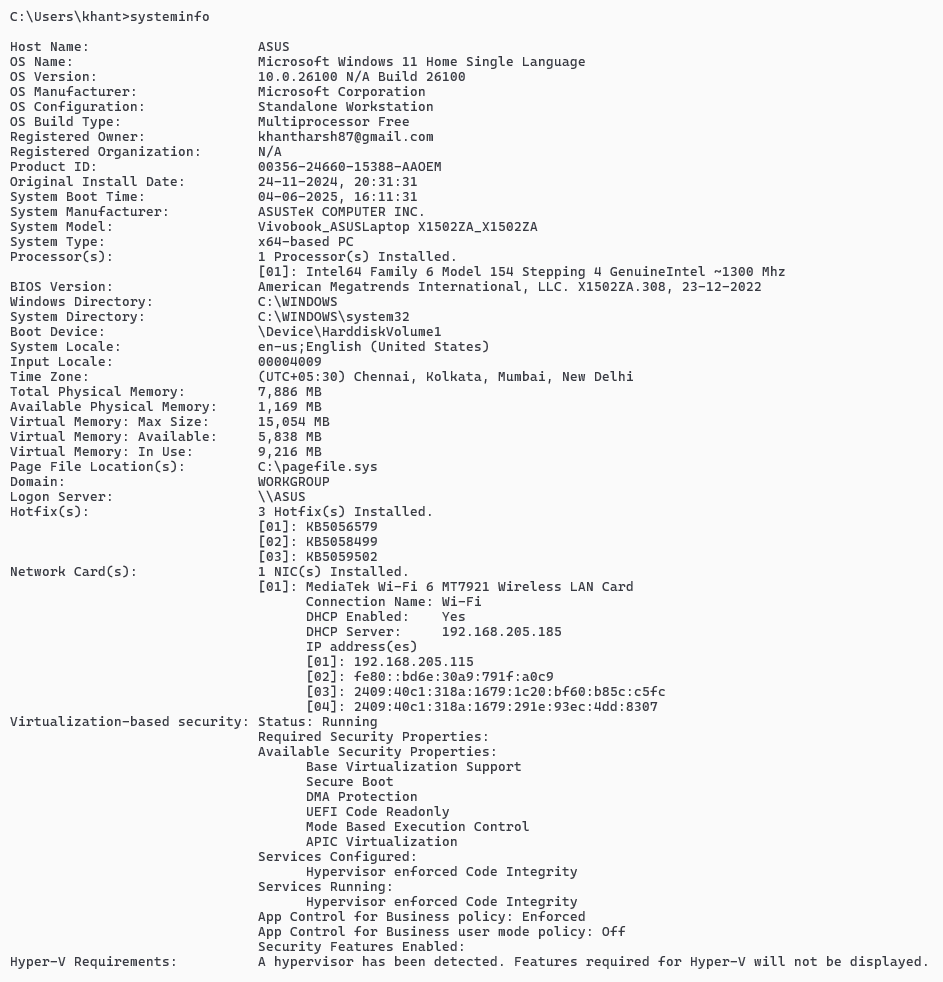 C:\Users\khant>systeminfo
Host Name: ASUS
OS Name: Microsoft Windows 11 Home Single Language
OS Version: 10.0.26100 N/A Build 26100
OS Manufacturer: Microsoft Corporation
OS Configuration: Standalone Workstation
OS Build Type: Multiprocessor Free
Registered Owner: khantharsh87@gmail.com
Registered Organization: N/A
Product ID: 00356-24660-15388-AAOEM
Original Install Date: 24-11-2024, 20:31:31
System Boot Time: 04-06-2025, 16:11:31
System Manufacturer: ASUSTeK COMPUTER INC.
System Model: Vivobook_ASUSLaptop X1502ZA_X1502ZA
System Type: x64-based PC
Processor(s): 1 Processor(s) Installed.
[01]: Intel64 Family 6 Model 154 Stepping 4 GenuineIntel ~1300 Mhz
BIOS Version: American Megatrends International, LLC. X1502ZA.308, 23-12-2022
Windows Directory: C:\WINDOWS
System Directory: C:\WINDOWS\system32
Boot Device: \Device\HarddiskVolume1
System Locale: en-us;English (United States)
Input Locale: 00004009
Time Zone: (UTC+05:30) Chennai, Kolkata, Mumbai, New Delhi
Total Physical Memory: 7,886 MB
Available Physical Memory: 1,169 MB
Virtual Memory: Max Size: 15,054 MB
Virtual Memory: Available: 5,838 MB
Virtual Memory: In Use: 9,216 MB
Page File Location(s): C:\pagefile.sys
Domain: WORKGROUP
Logon Server: \\ASUS
Hotfix(s): 3 Hotfix(s) Installed.
[01]: KB5056579
[02]: KB5058499
[03]: KB5059502
Network Card(s): 1 NIC(s) Installed.
[01]: MediaTek Wi-Fi 6 MT7921 Wireless LAN Card
Connection Name: Wi-Fi
DHCP Enabled: Yes
DHCP Server: 192.168.205.185
IP address(es)
[01]: 192.168.205.115
[02]: fe80::bd6e:30a9:791f:a0c9
[03]: 2409:40c1:318a:1679:1c20:bf60:b85c:c5fc
[04]: 2409:40c1:318a:1679:291e:93ec:4dd:8307
Virtualization-based security: Status: Running
Required Security Properties:
Available Security Properties:
Base Virtualization Support
Secure Boot
DMA Protection
UEFI Code Readonly
Mode Based Execution Control
APIC Virtualization
Services Configured:
Hypervisor enforced Code Integrity
Services Running:
Hypervisor enforced Code Integrity
App Control for Business policy: Enforced
App Control for Business user mode policy: Off
Security Features Enabled:
Hyper-V Requirements: A hypervisor has been detected. Features required for Hyper-V will not be displayed.